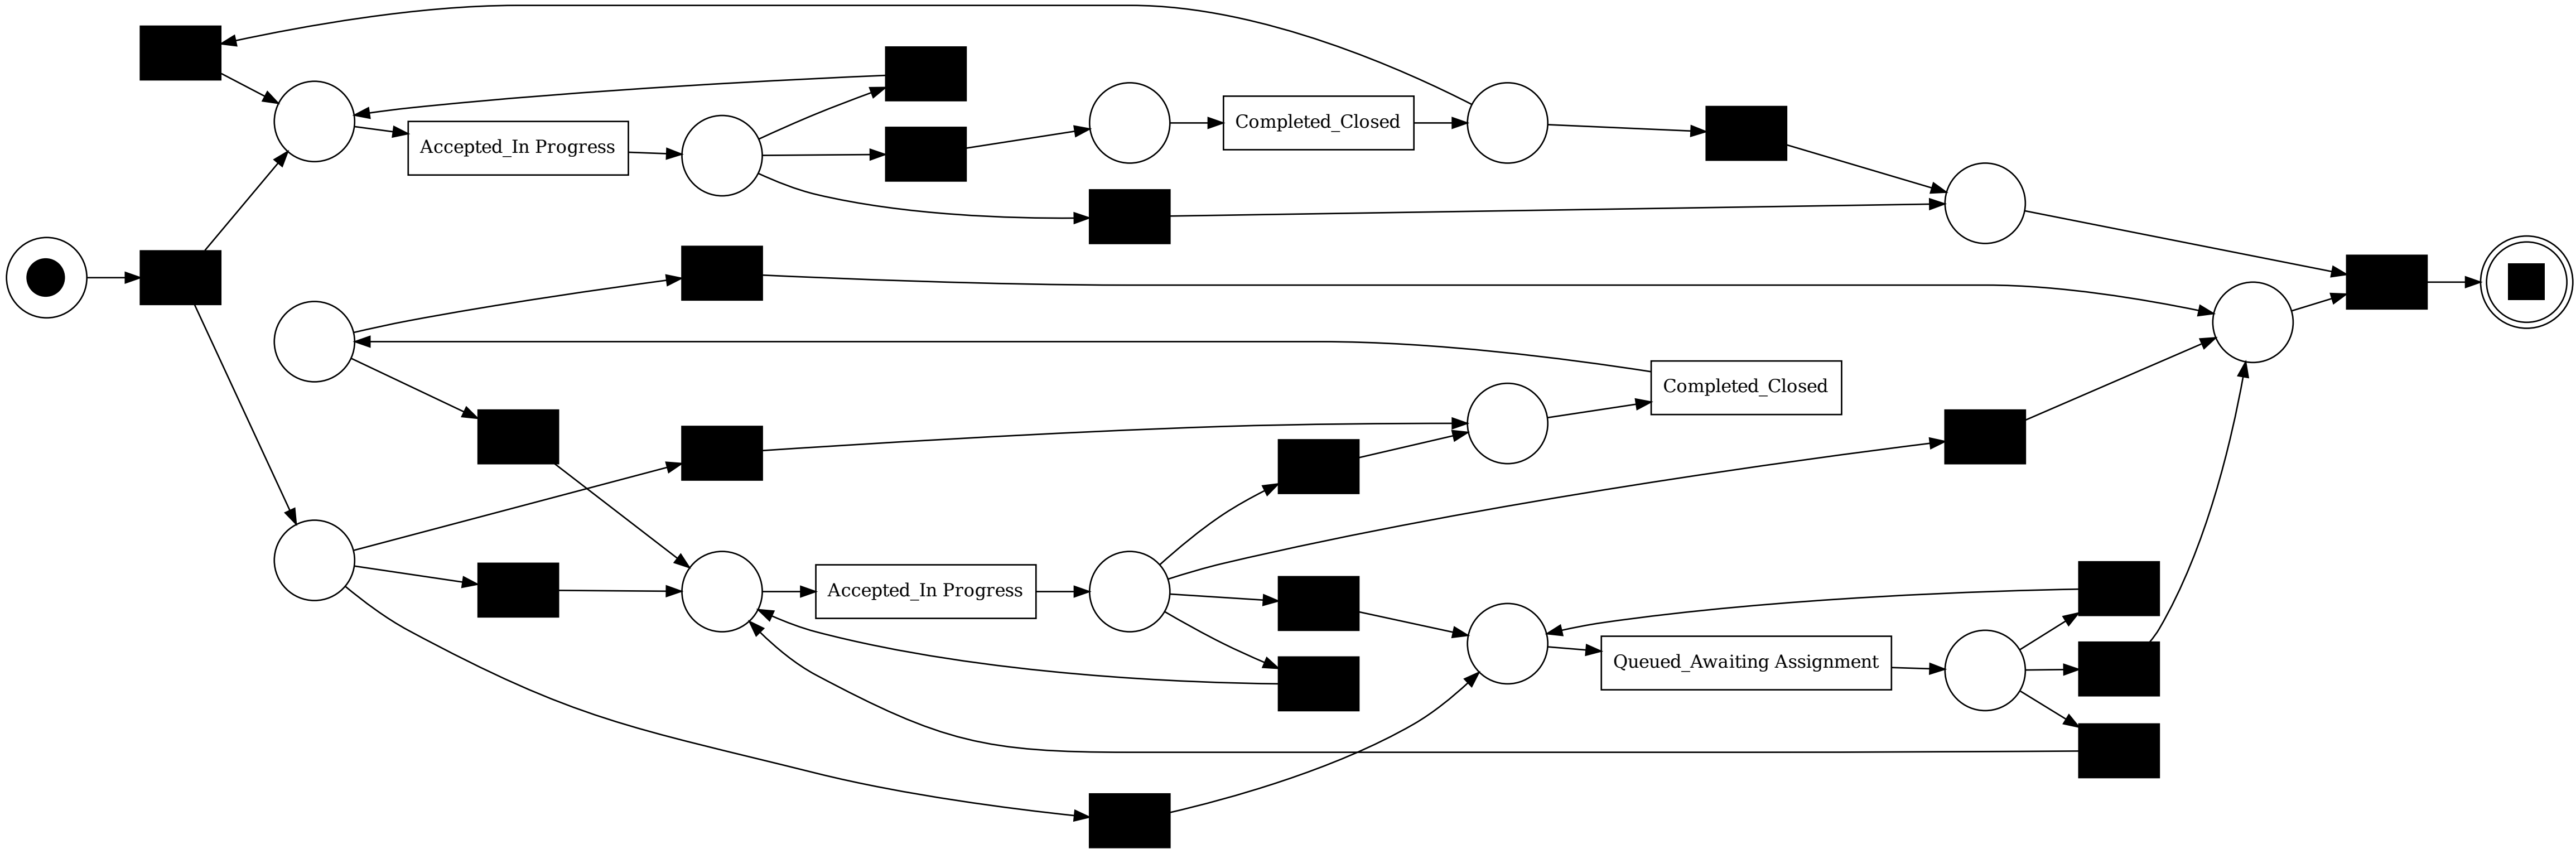 Accepted_In Progress
Completed_Closed
Completed_Closed
Accepted_In Progress
Queued_Awaiting Assignment